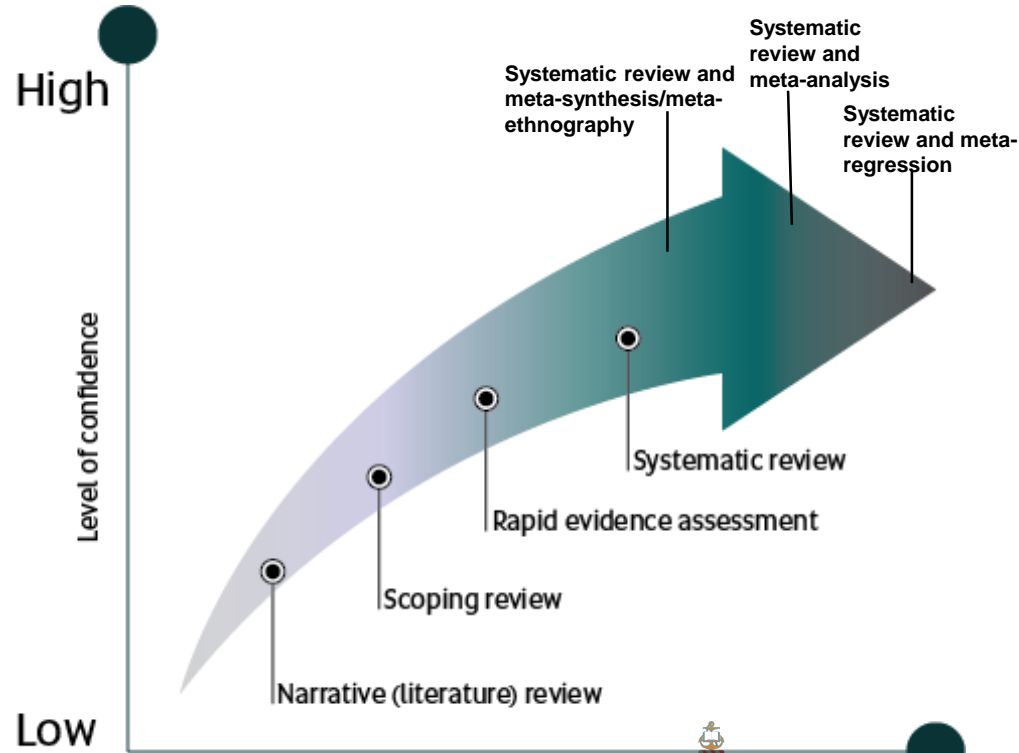 High
Systematic review and
meta-synthesis/meta-
ethnography
Systematic
review and
meta-analysis
Systematic
review and meta-
regression
Level of confidence
Systematic review
Rapid evidence assessment
Scoping review
Narrative (literature) review
Low